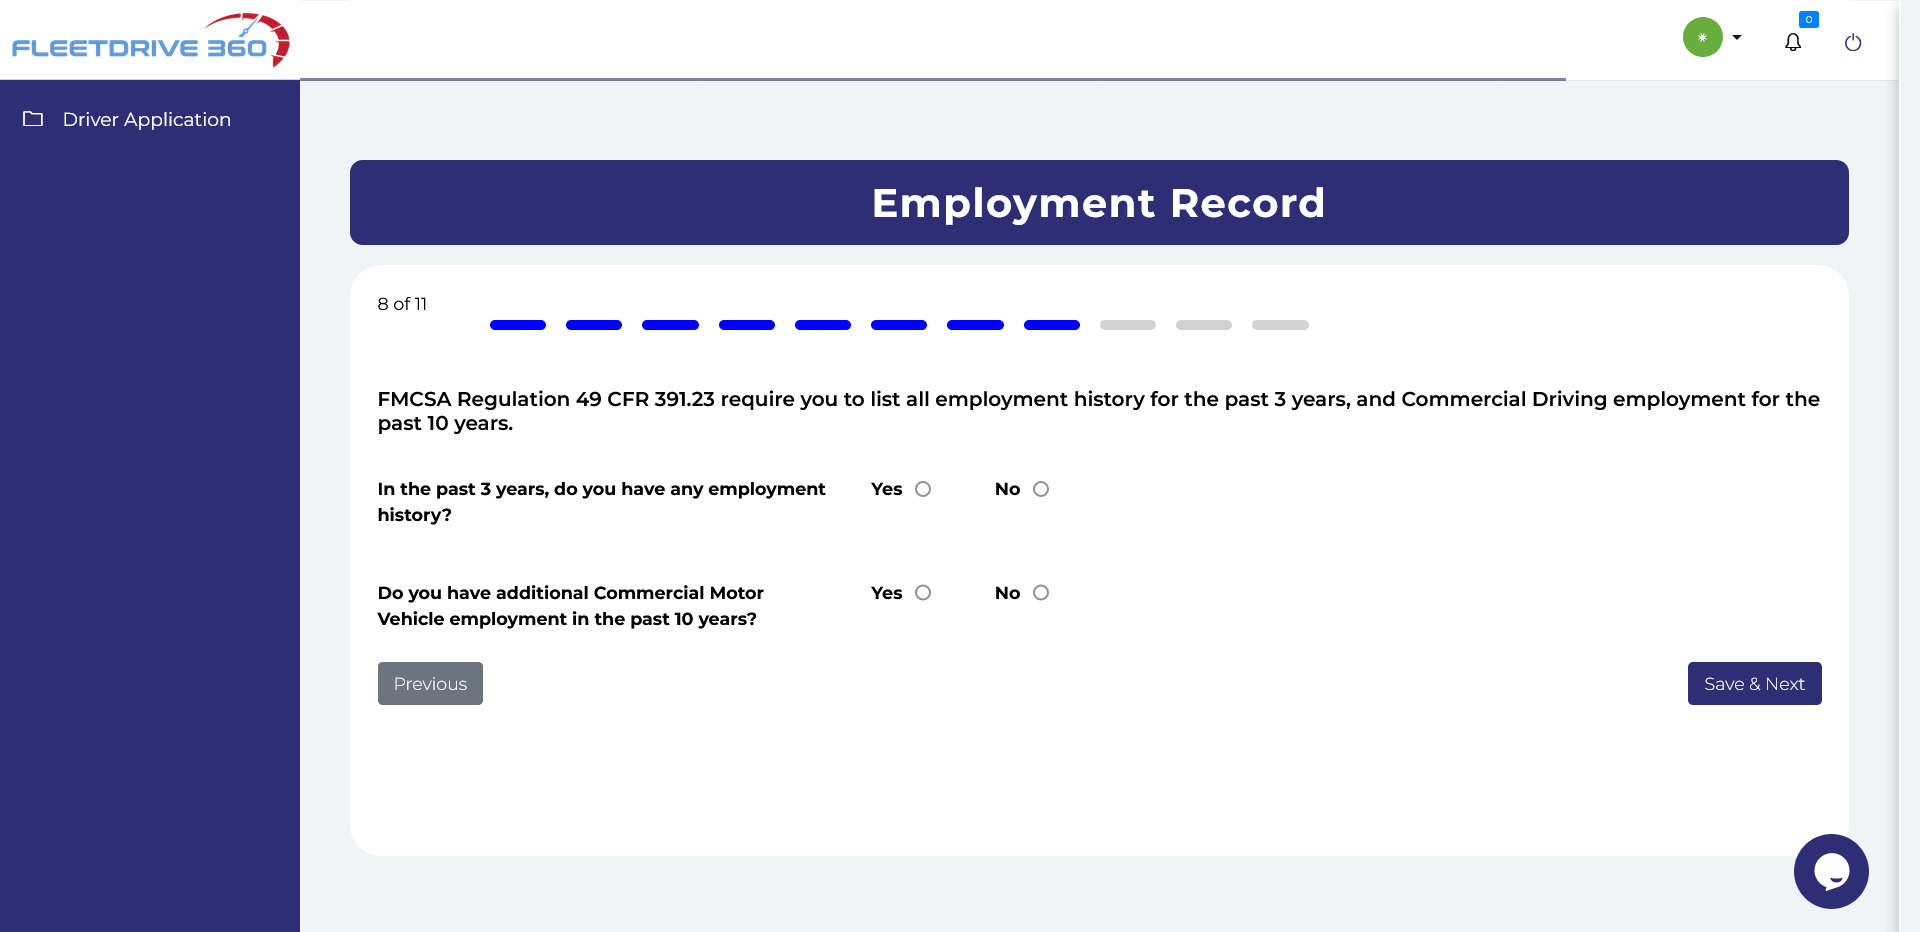 FLEETDRIVE 360
0
Driver Application
Employment Record
8 of 11
FMCSA Regulation 49 CFR 391.23 require you to list all employment history for the past 3 years, and Commercial Driving employment for the
past 10 years.
In the past 3 years, do you have any employment
history?
Yes No
Do you have additional Commercial Motor
Vehicle employment in the past 10 years?
Yes No
Previous
Save & Next